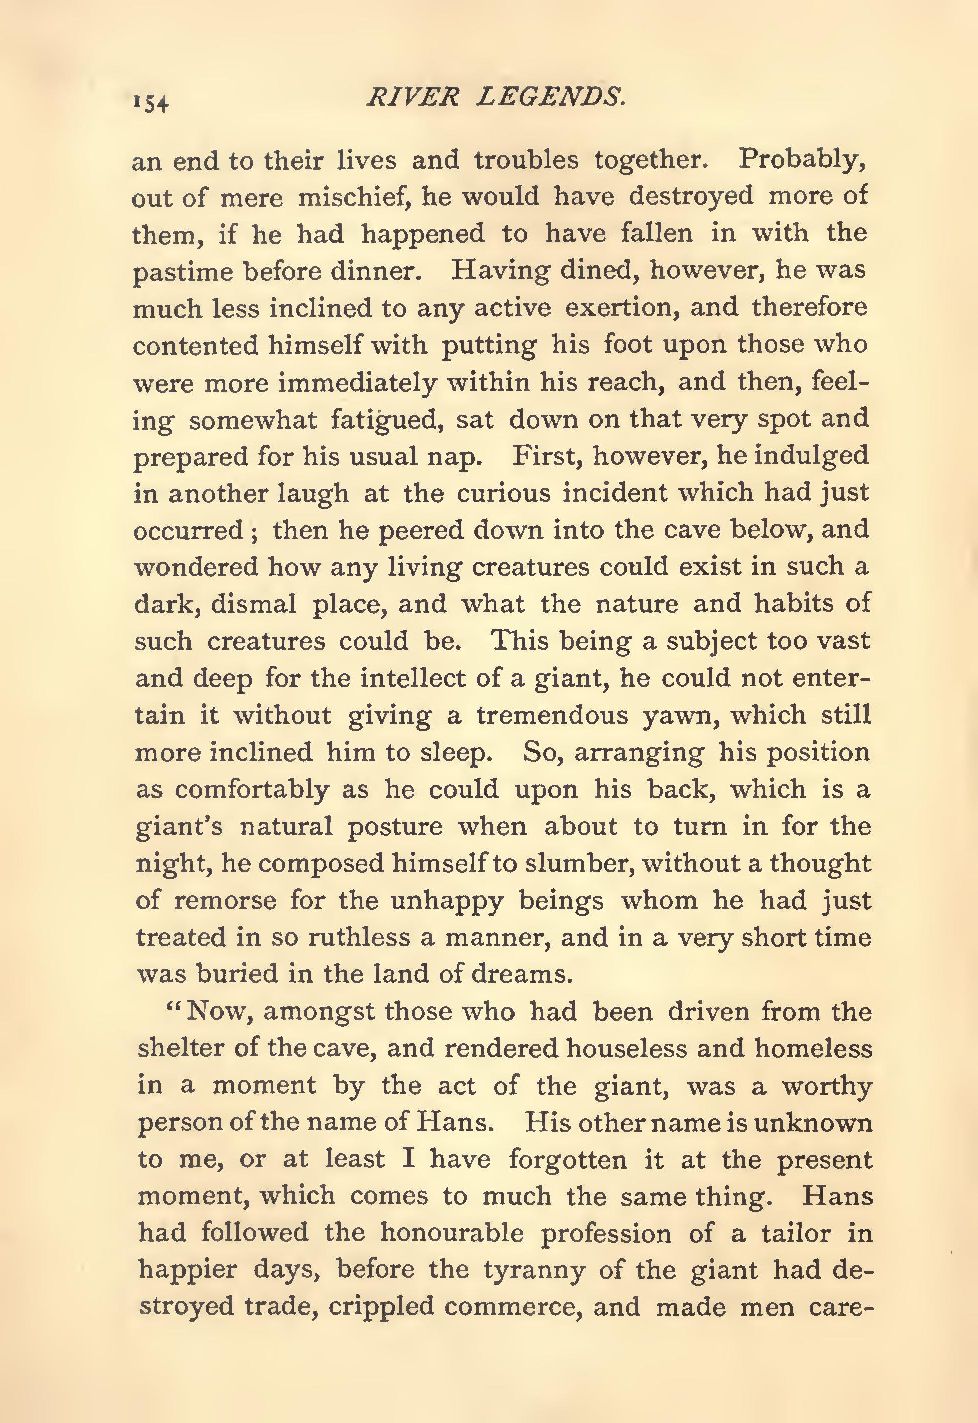 154 RIVER LEGENDS.
an end to their lives and troubles together. Probably,
out of mere mischief, he would have destroyed more of
them, if he had happened to have fallen in with the
pastime before dinner. Having dined, however, he was
much less inclined to any active exertion, and therefore
contented himself with putting his foot upon those who
were more immediately within his reach, and then, feel-
ing somewhat fatigued, sat down on that very spot and
prepared for his usual nap. First, however, he indulged
in another laugh at the curious incident which had just
occurred ; then he peered down into the cave below, and
wondered how any living creatures could exist in such a
dark, dismal place, and what the nature and habits of
such creatures could be. This being a subject too vast
and deep for the intellect of a giant, he could not enter-
tain it without giving a tremendous yawn, which still
more inclined him to sleep. So, arranging his position
as comfortably as he could upon his back, which is a
giant's natural posture when about to turn in for the
night, he composed himself to slumber, without a thought
of remorse for the unhappy beings whom he had just
treated in so ruthless a manner, and in a very short time
was buried in the land of dreams.
“Now, amongst those who had been driven from the
shelter of the cave, and rendered houseless and homeless
in a moment by the act of the giant, was a worthy
person of the name of Hans. His other name is unknown
to me, or at least I have forgotten it at the present
moment, which comes to much the same thing. Hans
had followed the honourable profession of a tailor in
happier days, before the tyranny of the giant had de-
stroyed trade, crippled commerce, and made men care-